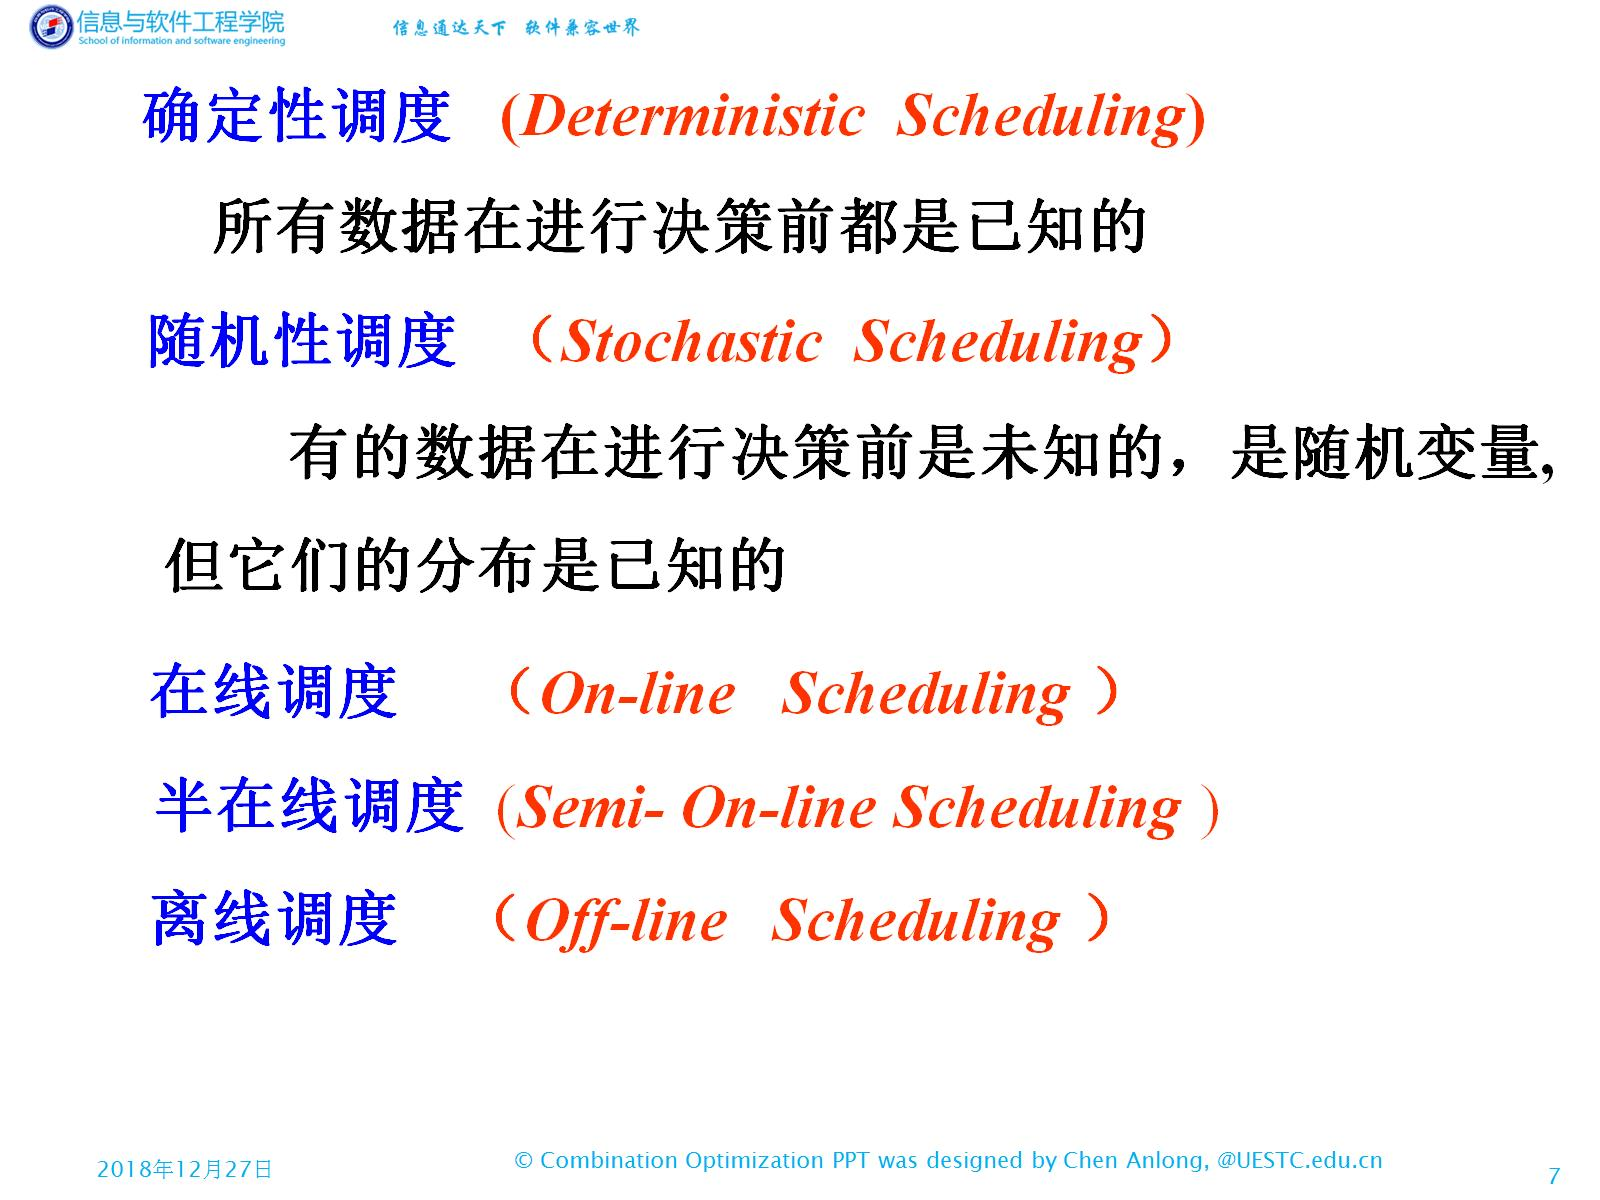 信息与软件工程学院
School of information and software engineering
信息通达天下 软件兼容世界
确定性调度 (Deterministic Scheduling)
所有数据在进行决策前都是已知的
随机性调度 （Stochastic Scheduling）
有的数据在进行决策前是未知的，是随机变量,
但它们的分布是已知的
在线调度 （On-line Scheduling ）
半在线调度 (Semi- On-line Scheduling )
离线调度 （Off-line Scheduling ）
2018年12月27日
© Combination Optimization PPT was designed by Chen Anlong, @UESTC.edu.cn
7